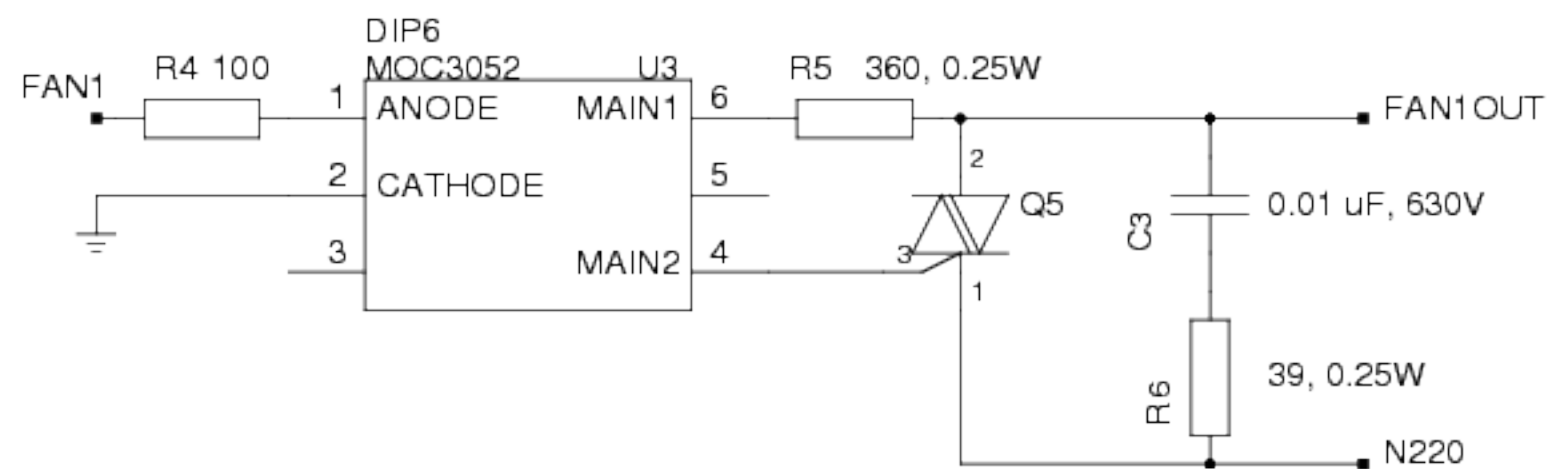 DIP6
MOC3052 U3
FAN1 R4 100 R5 360, 0.25W
1 ANODE MAIN1 6 FAN1OUT
2 CATHODE 5 2 Q5 C3 0.01 uF, 630V
3 MAIN2 4 3 1
R6 39, 0.25W
N220